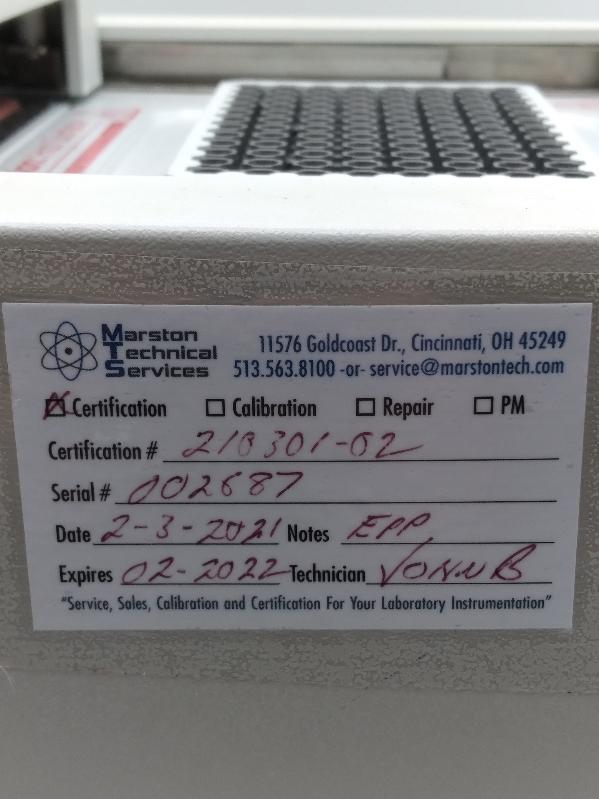 Marston
Technical
Services
11576 Goldcoast Dr., Cincinnati, OH 45249
513.563.8100 -or- service@marstontech.com
Certification Calibration Repair PM
Certification # 210301-02
Serial # 002687
Date 2-3-2021 Notes EPP
Expires 02-2022 Technician
"Service, Sales, Calibration and Certification For Your Laboratory Instrumentation"